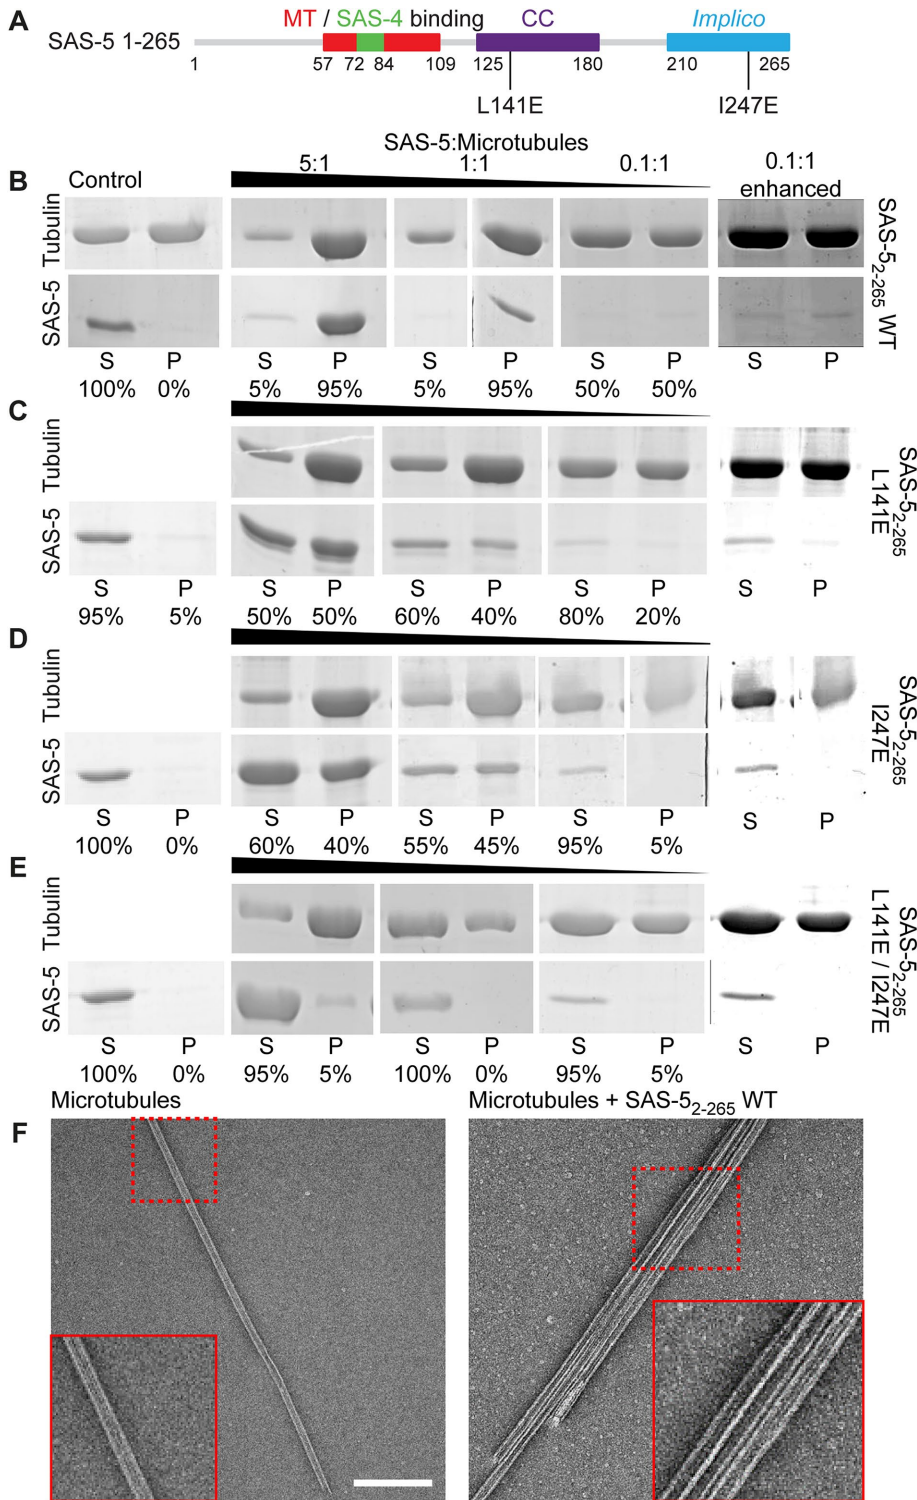 A
MT / SAS-4 binding CC Implico
SAS-5 1-265
1 57 72 84 109 125 180 210 265
L141E I247E
SAS-5:Microtubules
B Control 5:1 1:1 0.1:1 0.1:1
enhanced
Tubulin
SAS-5
SAS-5₂₋₂₆₅ WT
S P S P S P S P S P
100% 0% 5% 95% 5% 95% 50% 50%
C
Tubulin
SAS-5
SAS-5₂₋₂₆₅
L141E
S P S P S P S P S P
95% 5% 50% 50% 60% 40% 80% 20%
D
Tubulin
SAS-5
SAS-5₂₋₂₆₅
I247E
S P S P S P S P S P
100% 0% 60% 40% 55% 45% 95% 5%
E
Tubulin
SAS-5
SAS-5₂₋₂₆₅
L141E / I247E
S P S P S P S P S P
100% 0% 95% 5% 100% 0% 95% 5%
Microtubules Microtubules + SAS-5₂₋₂₆₅ WT
F